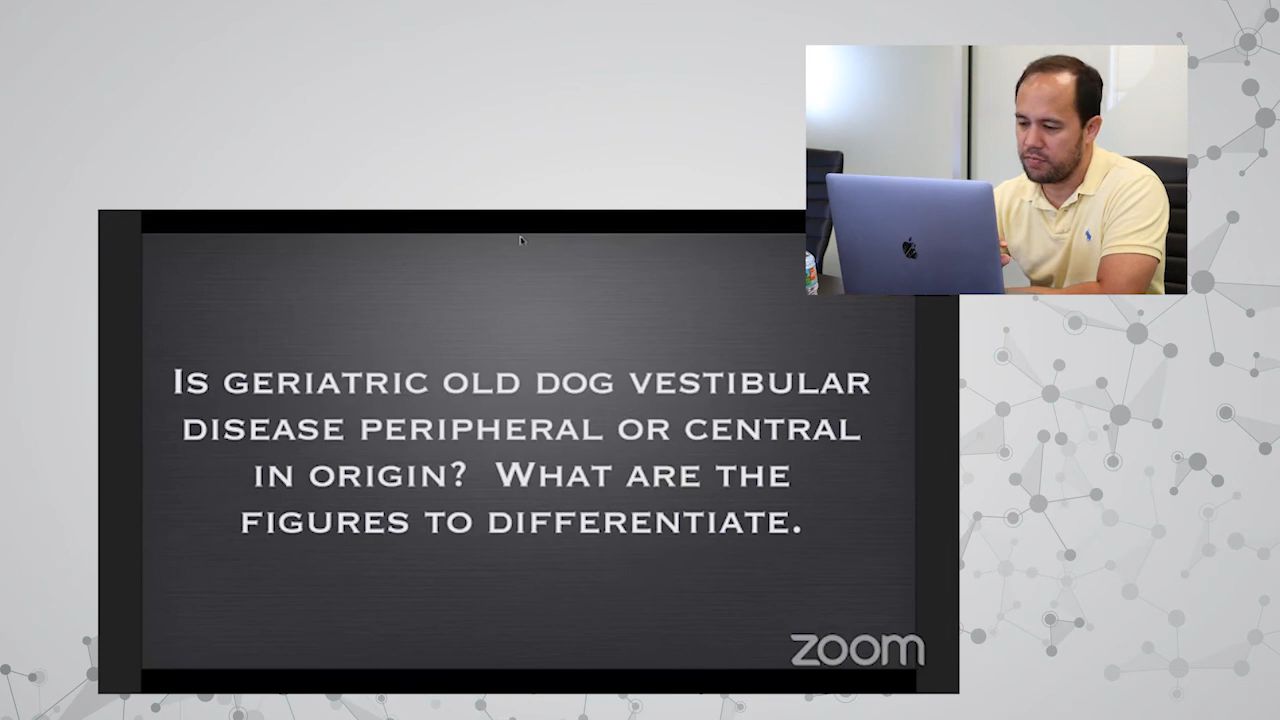 Is geriatric old dog vestibular
disease peripheral or central
in origin?  What are the
figures to differentiate.
zoom